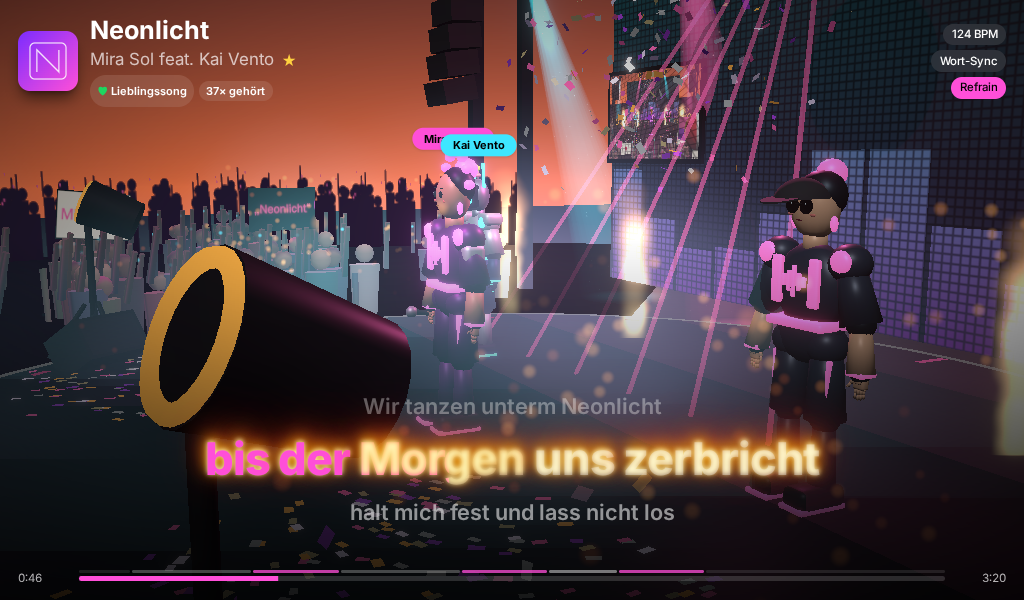 Neonlicht
Mira Sol feat. Kai Vento ★
Lieblingssong
37× gehört
124 BPM
Wort-Sync
Refrain
Kai Vento
„Neonlicht“
Wir tanzen unterm Neonlicht
bis der Morgen uns zerbricht
halt mich fest und lass nicht los
0:46
3:20